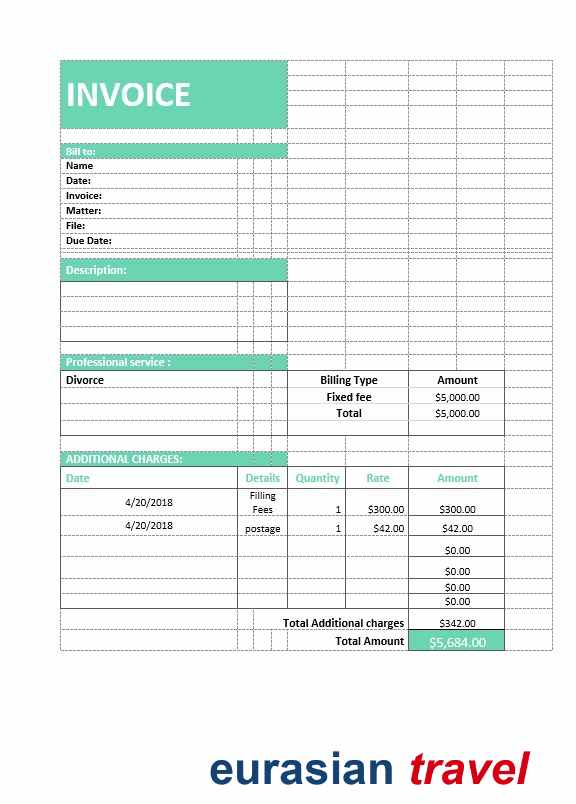 INVOICE
Bill to:
Name
Date:
Invoice:
Matter:
File:
Due Date:
Description:
Professional service :
Divorce Billing Type Amount
Fixed fee $5,000.00
Total $5,000.00
ADDITIONAL CHARGES:
Date Details Quantity Rate Amount
4/20/2018 Filling Fees 1 $300.00 $300.00
4/20/2018 postage 1 $42.00 $42.00
$0.00
$0.00
$0.00
$0.00
Total Additional charges $342.00
Total Amount $5,684.00
eurasian travel